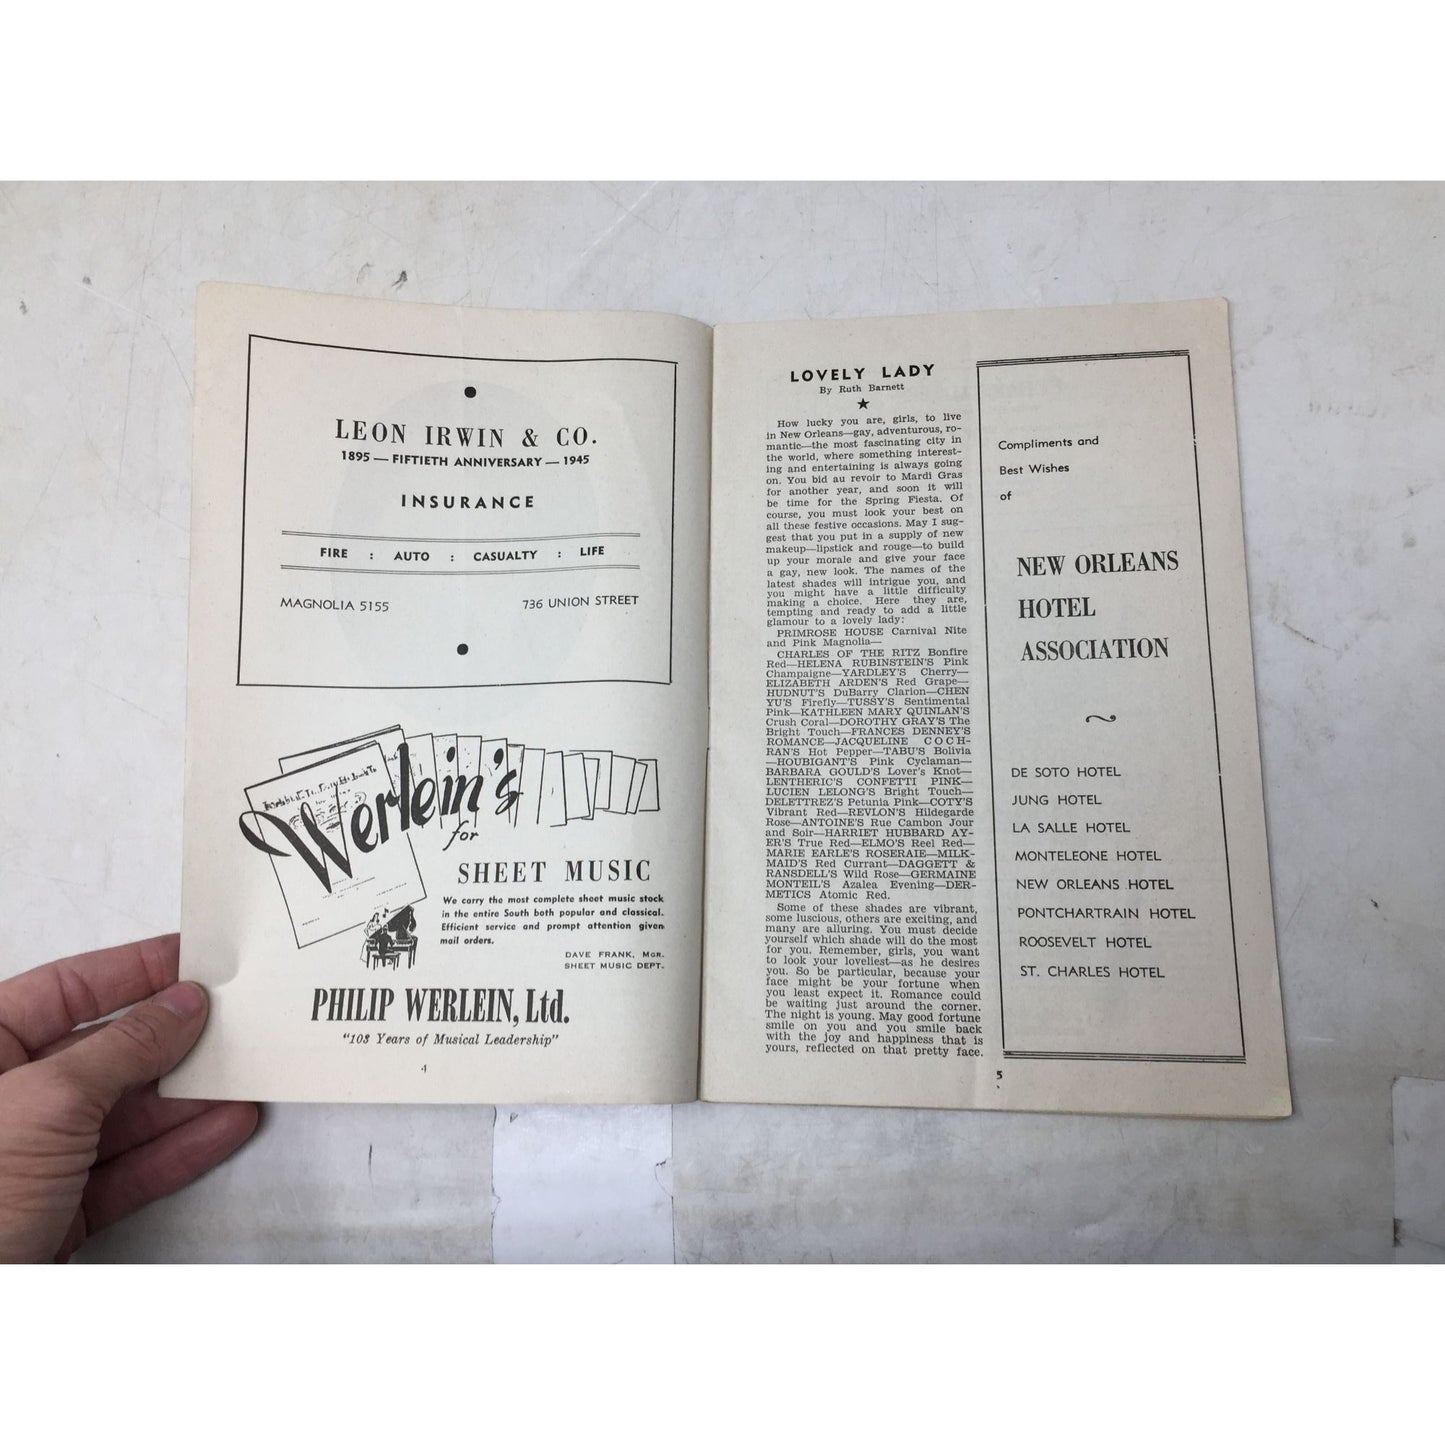 LEON IRWIN & CO.
1895 — FIFTIETH ANNIVERSARY — 1945
INSURANCE
FIRE : AUTO : CASUALTY : LIFE
MAGNOLIA 5155 736 UNION STREET
Werlein's
for
SHEET MUSIC
We carry the most complete sheet music stock
in the entire South both popular and classical.
Efficient service and prompt attention given
mail orders.
DAVE FRANK, MGR.
SHEET MUSIC DEPT.
PHILIP WERLEIN, Ltd.
"103 Years of Musical Leadership"
4
LOVELY LADY
By Ruth Barnett
How lucky you are, girls, to live
in New Orleans—gay, adventurous, ro-
mantic—the most fascinating city in
the world, where something interest-
ing and entertaining is always going
on. You bid au revoir to Mardi Gras
for another year, and soon it will
be time for the Spring Fiesta. Of
course, you must look your best on
all these festive occasions. May I sug-
gest that you put in a supply of new
makeup—lipstick and rouge—to build
up your morale and give your face
a gay, new look. The names of the
latest shades will intrigue you, and
you might have a little difficulty
making a choice. Here they are,
tempting and ready to add a little
glamour to a lovely lady:
PRIMROSE HOUSE Carnival Nite
and Pink Magnolia—
CHARLES OF THE RITZ Bonfire
Red—HELENA RUBINSTEIN'S Pink
Champaigne—YARDLEY'S Cherry—
ELIZABETH ARDEN'S Red Grape—
HUDNUT'S DuBarry Clarion—CHEN
YU'S Firefly—TUSSY'S Sentimental
Pink—KATHLEEN MARY QUINLAN'S
Crush Coral—DOROTHY GRAY'S The
Bright Touch—FRANCES DENNEY'S
ROMANCE—JACQUELINE COCH-
RAN'S Hot Pepper—TABU'S Bolivia
—HOUBIGANT'S Pink Cyclaman—
BARBARA GOULD'S Lover's Knot—
LENTHERIC'S CONFETTI PINK—
LUCIEN LELONG'S Bright Touch—
DELETTREZ'S Petunia Pink—COTY'S
Vibrant Red—REVLON'S Hildegarde
Rose—ANTOINE'S Rue Cambon Jour
and Soir—HARRIET HUBBARD AY-
ER'S True Red—ELMO'S Reel Red—
MARIE EARLE'S ROSERAIE—MILK-
MAID'S Red Currant—DAGGETT &
RANSDELL'S Wild Rose—GERMAINE
MONTEIL'S Azalea Evening—DER-
METICS Atomic Red.
Some of these shades are vibrant,
some luscious, others are exciting, and
many are alluring. You must decide
yourself which shade will do the most
for you. Remember, girls, you want
to look your loveliest—as he desires
you. So be particular, because your
face might be your fortune when
you least expect it. Romance could
be waiting just around the corner.
The night is young. May good fortune
smile on you and you smile back
with the joy and happiness that is
yours, reflected on that pretty face.
Compliments and
Best Wishes
of
NEW ORLEANS
HOTEL
ASSOCIATION
DE SOTO HOTEL
JUNG HOTEL
LA SALLE HOTEL
MONTELEONE HOTEL
NEW ORLEANS HOTEL
PONTCHARTRAIN HOTEL
ROOSEVELT HOTEL
ST. CHARLES HOTEL
5